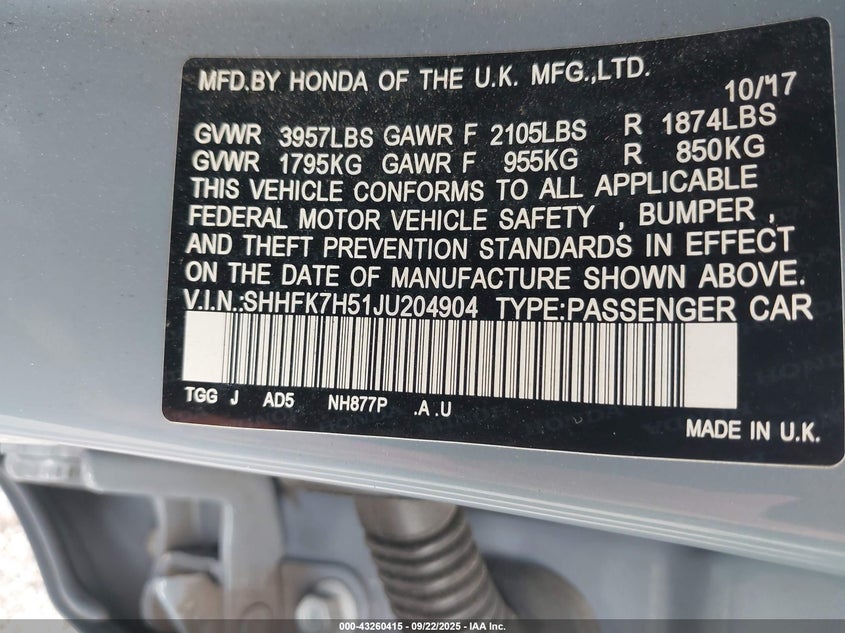 MFD.BY HONDA OF THE U.K. MFG.,LTD.
10/17
GVWR 3957LBS GAWR F 2105LBS R 1874LBS
GVWR 1795KG GAWR F 955KG R 850KG
THIS VEHICLE CONFORMS TO ALL APPLICABLE
FEDERAL MOTOR VEHICLE SAFETY , BUMPER ,
AND THEFT PREVENTION STANDARDS IN EFFECT
ON THE DATE OF MANUFACTURE SHOWN ABOVE.
V.I.N.:SHHFK7H51JU204904 TYPE:PASSENGER CAR
TGG J AD5 NH877P .A .U
MADE IN U.K.
000-43260415 - 09/22/2025 - IAA Inc.